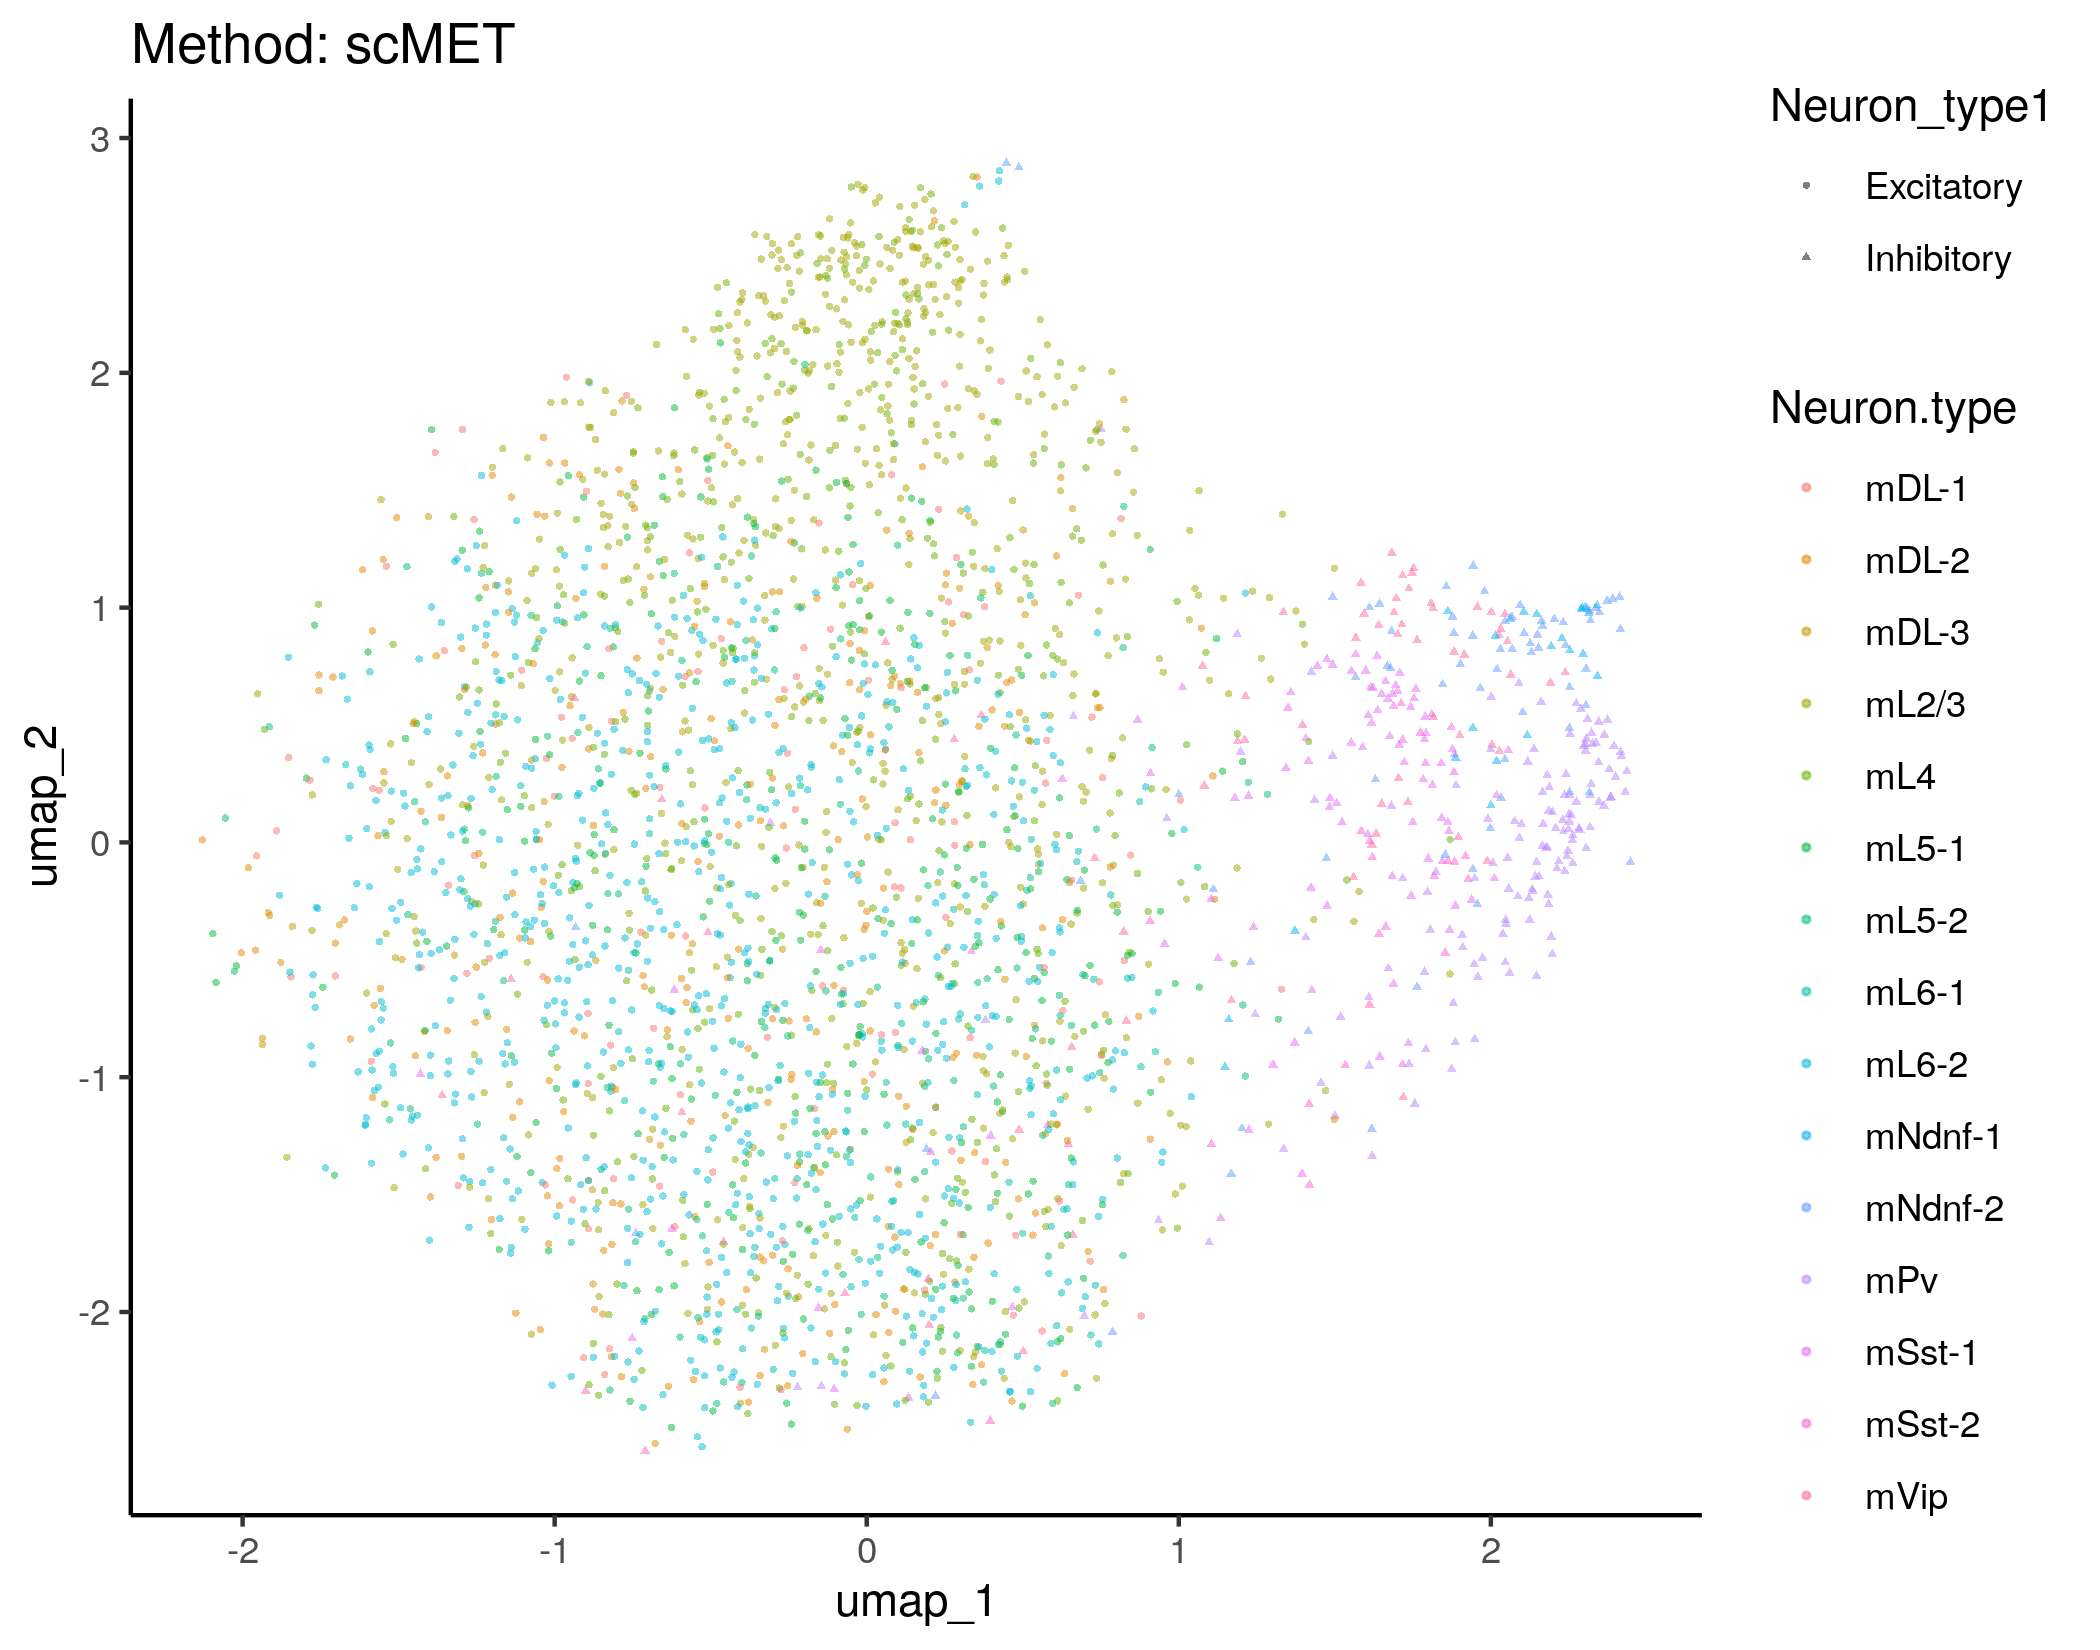 Method: scMET
umap_2
3
2
1
0
-1
-2
-2
-1
0
1
2
umap_1
Neuron_type1
Excitatory
Inhibitory
Neuron.type
mDL-1
mDL-2
mDL-3
mL2/3
mL4
mL5-1
mL5-2
mL6-1
mL6-2
mNdnf-1
mNdnf-2
mPv
mSst-1
mSst-2
mVip